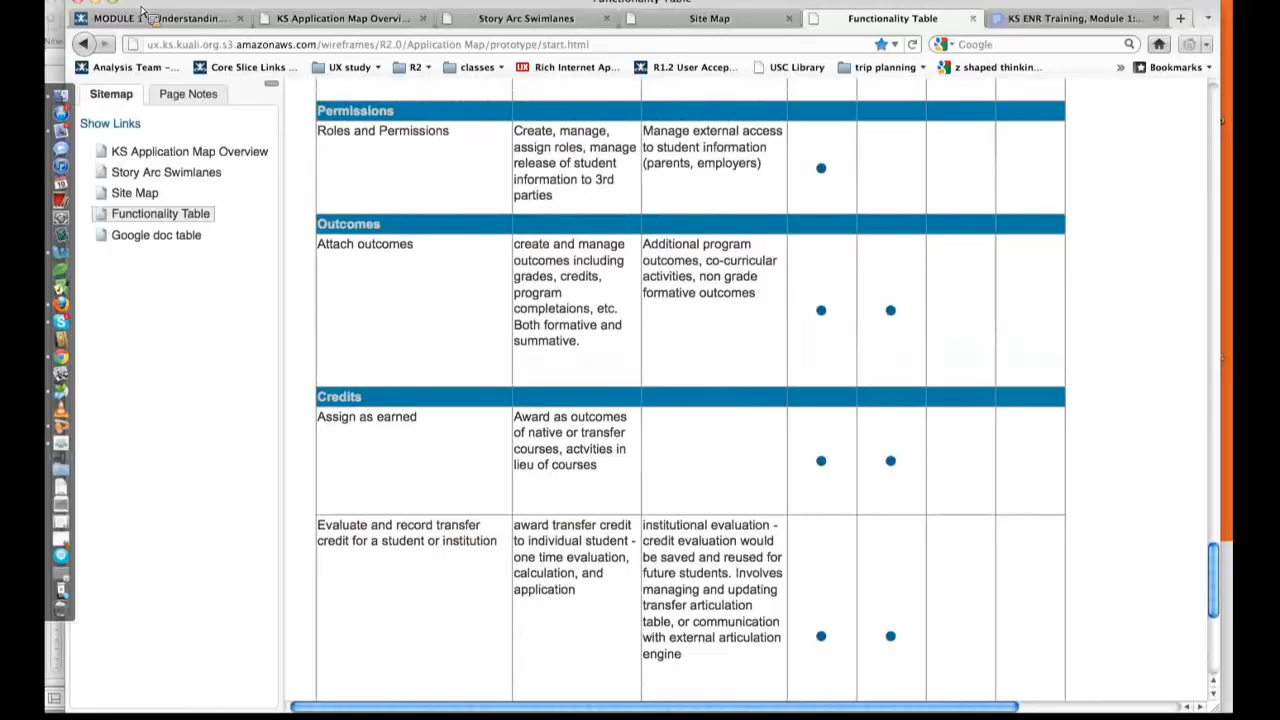 Functionality Table
MODULE 1
Understandin...
KS Application Map Overvi...
Story Arc Swimlanes
Site Map
Functionality Table
KS ENR Training, Module 1:...
ux.ks.kuali.org.s3.amazonaws.com/wireframes/R2.0/Application Map/prototype/start.html
Google
Analysis Team -...
Core Slice Links ...
UX study
R2
classes
Rich Internet Ap...
R1.2 User Accep...
USC Library
trip planning
z shaped thinkin...
»
Bookmarks
Sitemap
Page Notes
Show Links
KS Application Map Overview
Story Arc Swimlanes
Site Map
Functionality Table
Google doc table
Permissions
Roles and Permissions
Create, manage,
assign roles, manage
release of student
information to 3rd
parties
Manage external access
to student information
(parents, employers)
Outcomes
Attach outcomes
create and manage
outcomes including
grades, credits,
program
completaions, etc.
Both formative and
summative.
Additional program
outcomes, co-curricular
activities, non grade
formative outcomes
Credits
Assign as earned
Award as outcomes
of native or transfer
courses, actvities in
lieu of courses
Evaluate and record transfer
credit for a student or institution
award transfer credit
to individual student -
one time evaluation,
calculation, and
application
institutional evaluation -
credit evaluation would
be saved and reused for
future students. Involves
managing and updating
transfer articulation
table, or communication
with external articulation
engine